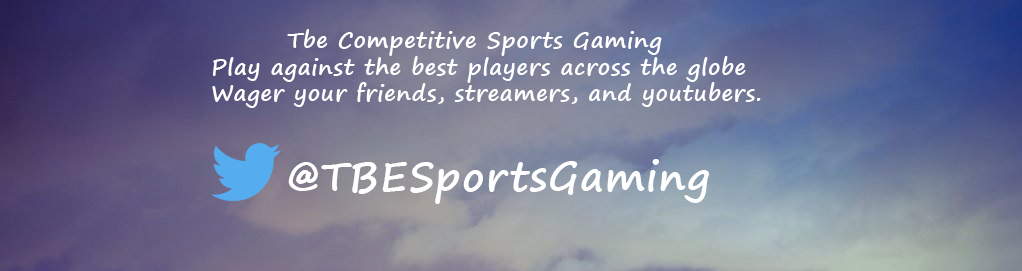 Tbe Competitive Sports Gaming
Play against the best players across the globe
Wager your friends, streamers, and youtubers.
@TBESportsGaming